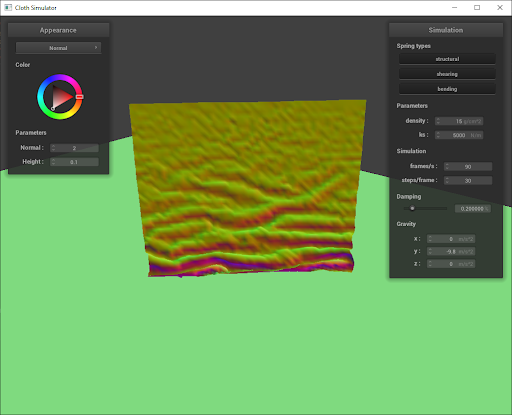 Cloth Simulator
Appearance
Normal
Color
Parameters
Normal : 2
Height : 0.1
Simulation
Spring types
structural
shearing
bending
Parameters
density : 15 g/cm^2
ks : 5000 N/m
Simulation
frames/s : 90
steps/frame : 30
Damping
0.200000
Gravity
x : 0 m/s^2
y : -9.8 m/s^2
z : 0 m/s^2